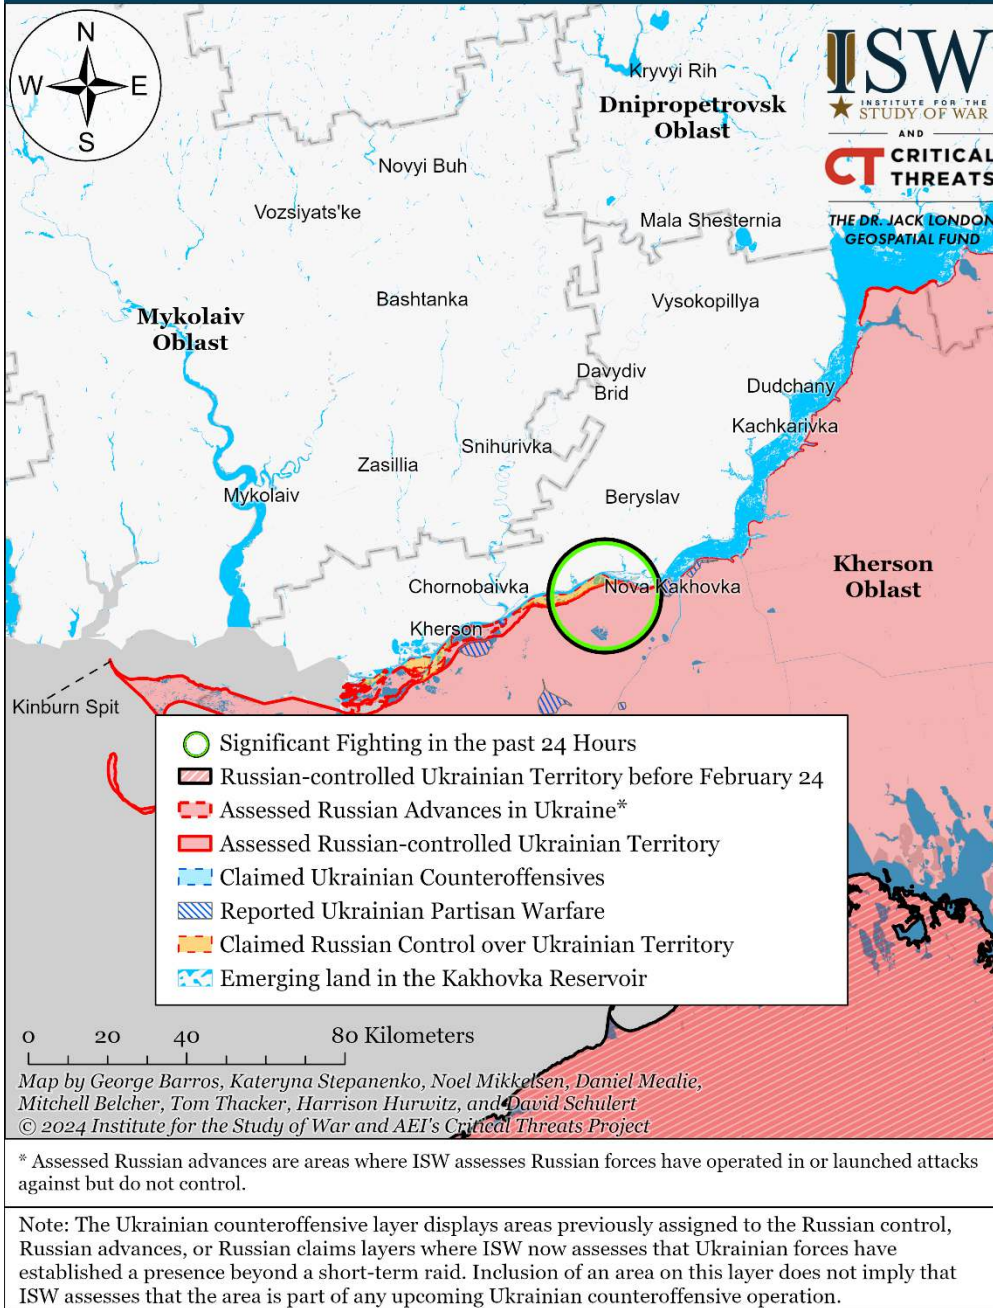 N
W
E
S
Kryvyi Rih
Dnipropetrovsk
Oblast
ISW
INSTITUTE FOR THE
STUDY OF WAR
AND
CT CRITICAL
THREATS
THE DR. JACK LONDON
GEOSPATIAL FUND
Novyi Buh
Vozsiyats'ke
Mala Shesternia
Bashtanka
Vysokopillya
Mykolaiv
Oblast
Davydiv
Brid
Dudchany
Kachkarivka
Snihurivka
Zasillia
Mykolaiv
Beryslav
Chornobaivka
Nova Kakhovka
Kherson
Oblast
Kherson
Kinburn Spit
Significant Fighting in the past 24 Hours
Russian-controlled Ukrainian Territory before February 24
Assessed Russian Advances in Ukraine*
Assessed Russian-controlled Ukrainian Territory
Claimed Ukrainian Counteroffensives
Reported Ukrainian Partisan Warfare
Claimed Russian Control over Ukrainian Territory
Emerging land in the Kakhovka Reservoir
0 20 40 80 Kilometers
Map by George Barros, Kateryna Stepanenko, Noel Mikkelsen, Daniel Mealie,
Mitchell Belcher, Tom Thacker, Harrison Hurwitz, and David Schulert
© 2024 Institute for the Study of War and AEI's Critical Threats Project
* Assessed Russian advances are areas where ISW assesses Russian forces have operated in or launched attacks
against but do not control.
Note: The Ukrainian counteroffensive layer displays areas previously assigned to the Russian control,
Russian advances, or Russian claims layers where ISW now assesses that Ukrainian forces have
established a presence beyond a short-term raid. Inclusion of an area on this layer does not imply that
ISW assesses that the area is part of any upcoming Ukrainian counteroffensive operation.